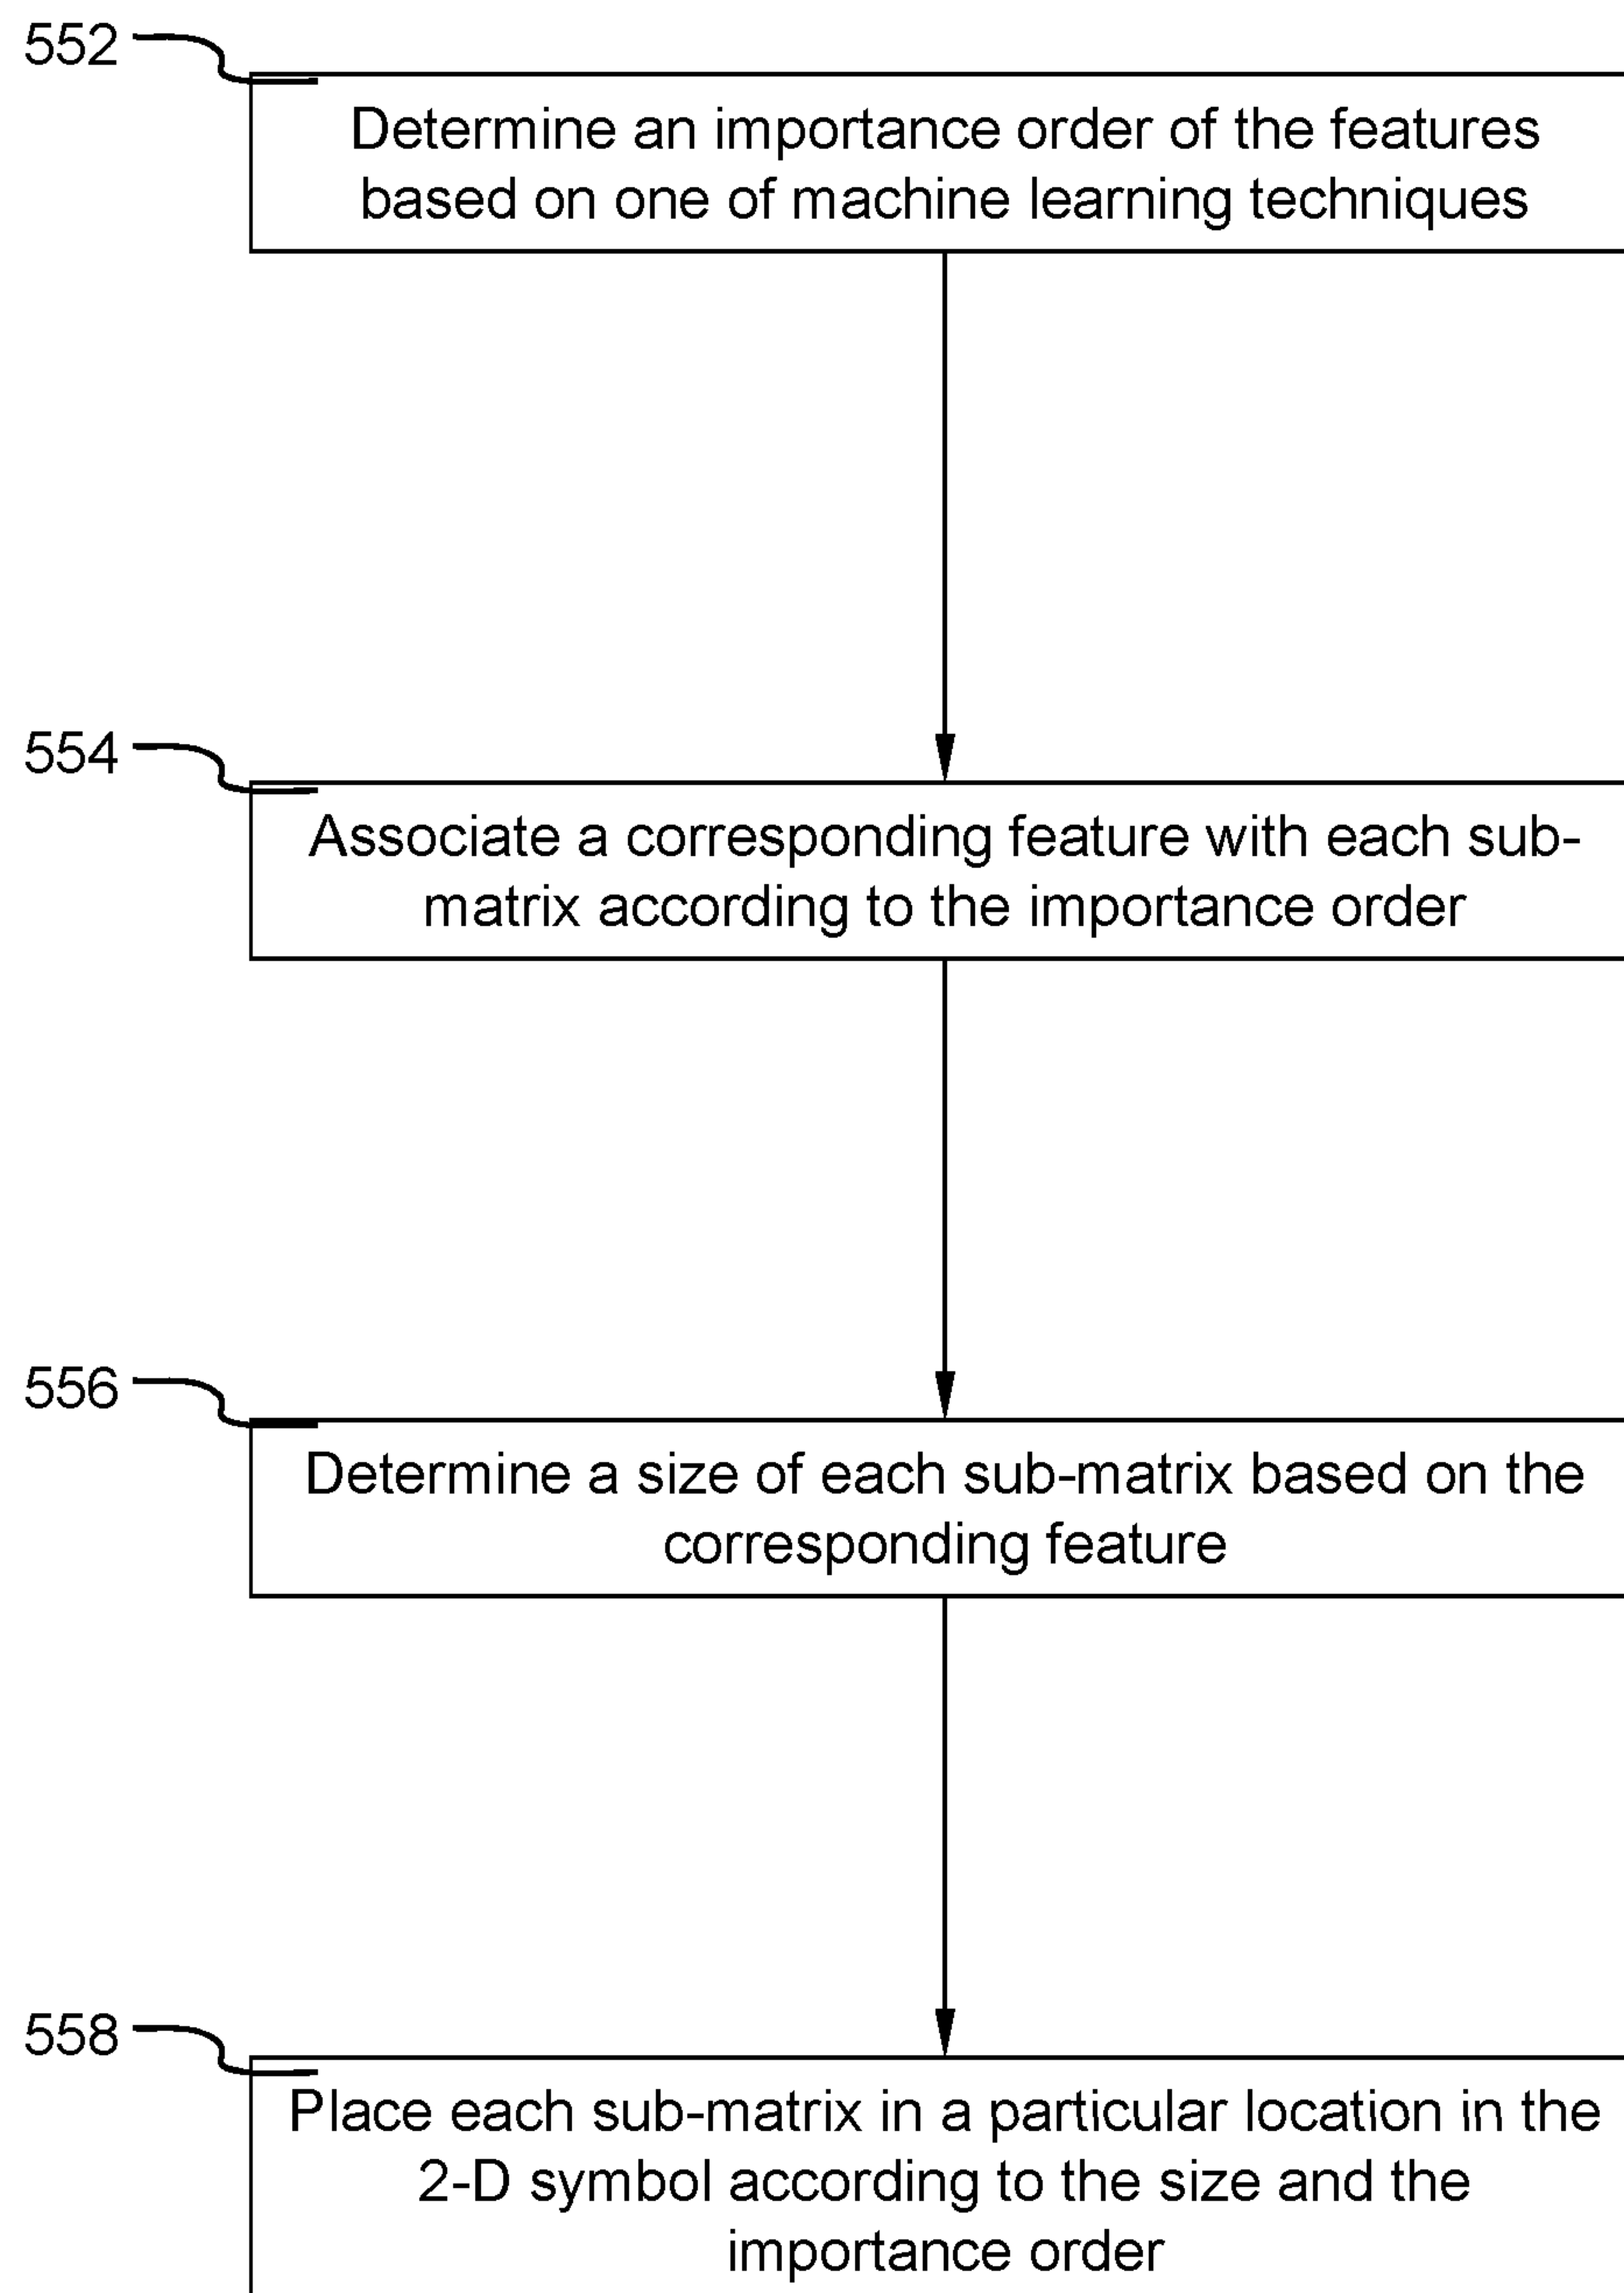 552
Determine an importance order of the features
based on one of machine learning techniques
554
Associate a corresponding feature with each sub-
matrix according to the importance order
556
Determine a size of each sub-matrix based on the
corresponding feature
558
Place each sub-matrix in a particular location in the
2-D symbol according to the size and the
importance order